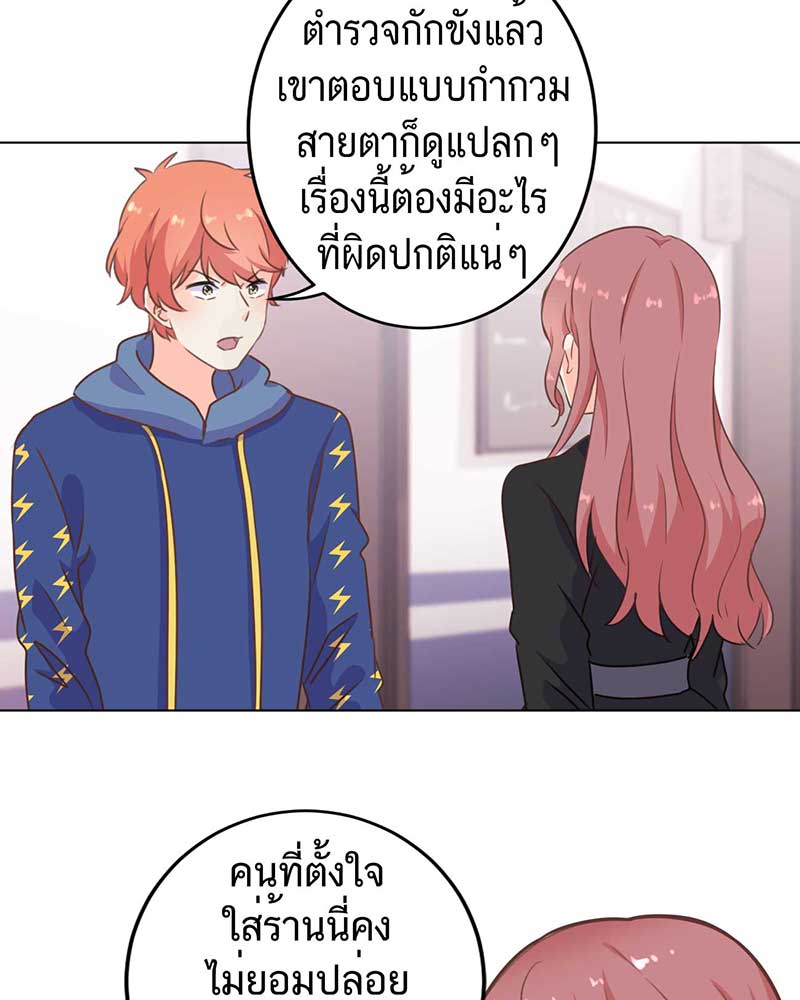 ตำรวจกักขังแล้ว
เขาตอบแบบกำกวม
สายตาก็ดูแปลกๆ
เรื่องนี้ต้องมีอะไร
ที่ผิดปกติแน่ๆ
คนที่ตั้งใจ
ใส่ร้านนี่คง
ไม่ยอมปล่อย